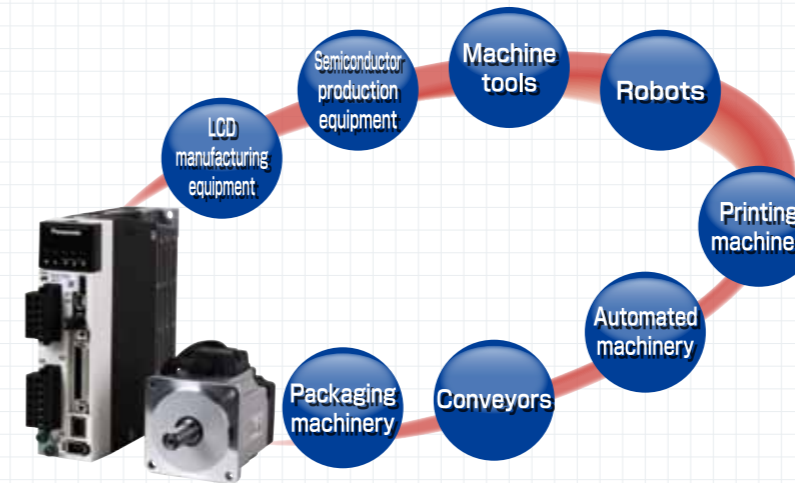 Semiconductor
production
equipment
Machine
tools
Robots
LCD
manufacturing
equipment
Printing
machine
Automated
machinery
Packaging
machinery
Conveyors
Panasonic